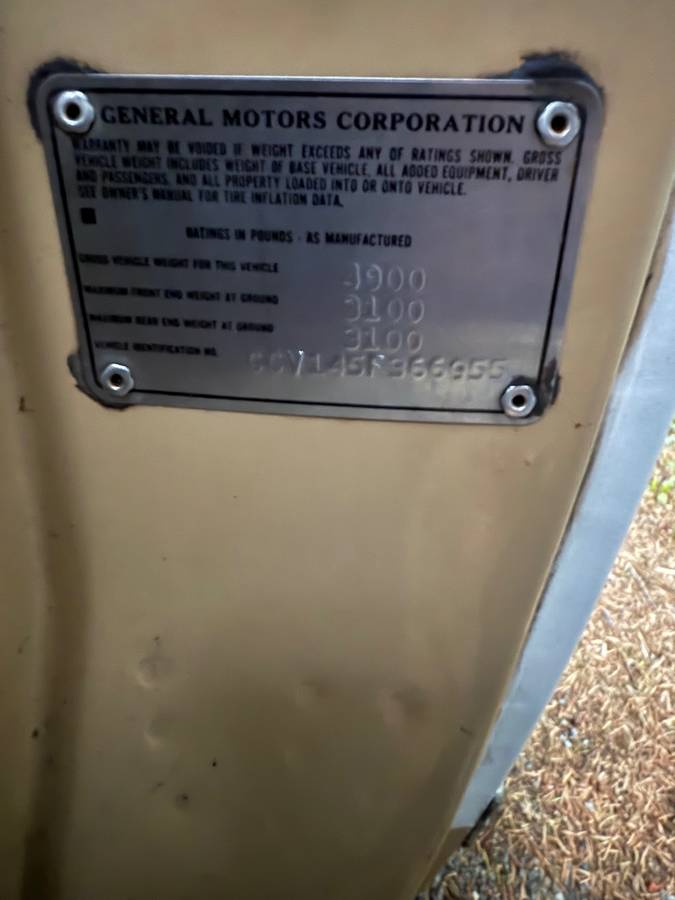 GENERAL MOTORS CORPORATION
WARRANTY MAY BE VOIDED IF WEIGHT EXCEEDS ANY OF RATINGS SHOWN. GROSS
VEHICLE WEIGHT INCLUDES WEIGHT OF BASE VEHICLE, ALL ADDED EQUIPMENT, DRIVER
AND PASSENGERS, AND ALL PROPERTY LOADED INTO OR ONTO VEHICLE.
SEE OWNER'S MANUAL FOR TIRE INFLATION DATA.
RATINGS IN POUNDS - AS MANUFACTURED
GROSS VEHICLE WEIGHT FOR THIS VEHICLE 4900
MAXIMUM FRONT END WEIGHT AT GROUND 3100
MAXIMUM REAR END WEIGHT AT GROUND 3100
VEHICLE IDENTIFICATION NO.